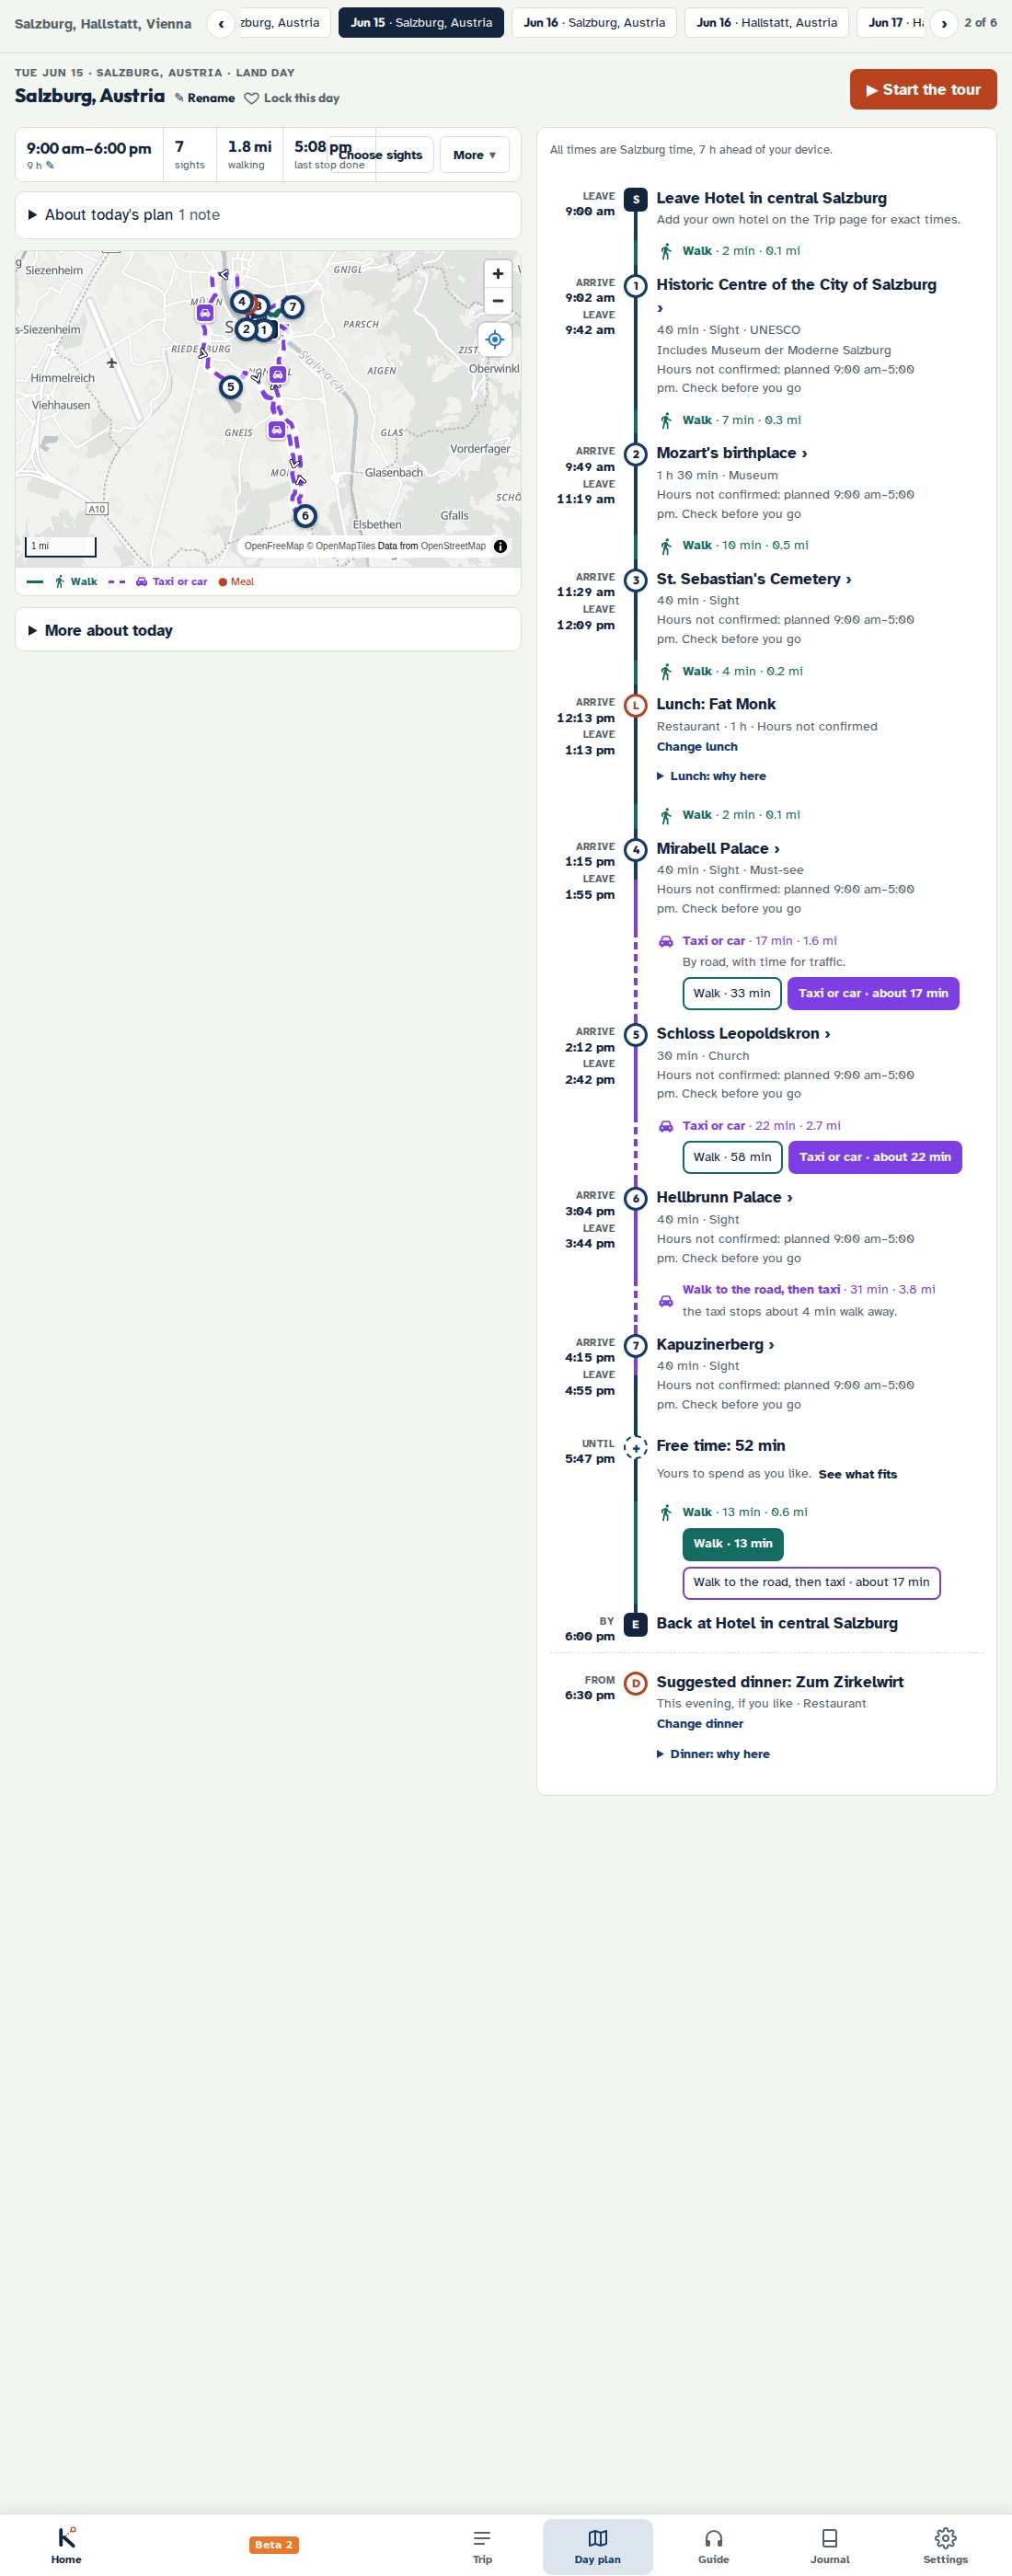 Salzburg, Hallstatt, Vienna
‹
zburg, Austria
Jun 15 · Salzburg, Austria
Jun 16 · Salzburg, Austria
Jun 16 · Hallstatt, Austria
Jun 17 · Ha
›
2 of 6
TUE JUN 15 · SALZBURG, AUSTRIA · LAND DAY
Salzburg, Austria
✎ Rename
Lock this day
▶ Start the tour
9:00 am–6:00 pm
9 h ✎
7
sights
1.8 mi
walking
5:08 pm
last stop done
Choose sights
More ▾
▶ About today's plan 1 note
Siezenheim
GNIGL
s-Siezenheim
PARSCH
Himmelreich
AIGEN
Oberwinkl
Viehhausen
Salzach
GNEIS
GLAS
Vorderfager
Glasenbach
A10
Gfalls
Elsbethen
4
3
7
2
1
5
6
+
−
1 mi
OpenFreeMap © OpenMapTiles Data from OpenStreetMap
Walk
Taxi or car
Meal
▶ More about today
All times are Salzburg time, 7 h ahead of your device.
LEAVE
9:00 am
S
Leave Hotel in central Salzburg
Add your own hotel on the Trip page for exact times.
Walk · 2 min · 0.1 mi
ARRIVE
9:02 am
LEAVE
9:42 am
1
Historic Centre of the City of Salzburg
›
40 min · Sight · UNESCO
Includes Museum der Moderne Salzburg
Hours not confirmed: planned 9:00 am–5:00
pm. Check before you go
Walk · 7 min · 0.3 mi
ARRIVE
9:49 am
LEAVE
11:19 am
2
Mozart's birthplace ›
1 h 30 min · Museum
Hours not confirmed: planned 9:00 am–5:00
pm. Check before you go
Walk · 10 min · 0.5 mi
ARRIVE
11:29 am
LEAVE
12:09 pm
3
St. Sebastian's Cemetery ›
40 min · Sight
Hours not confirmed: planned 9:00 am–5:00
pm. Check before you go
Walk · 4 min · 0.2 mi
ARRIVE
12:13 pm
LEAVE
1:13 pm
L
Lunch: Fat Monk
Restaurant · 1 h · Hours not confirmed
Change lunch
▶ Lunch: why here
Walk · 2 min · 0.1 mi
ARRIVE
1:15 pm
LEAVE
1:55 pm
4
Mirabell Palace ›
40 min · Sight · Must-see
Hours not confirmed: planned 9:00 am–5:00
pm. Check before you go
Taxi or car · 17 min · 1.6 mi
By road, with time for traffic.
Walk · 33 min
Taxi or car · about 17 min
ARRIVE
2:12 pm
LEAVE
2:42 pm
5
Schloss Leopoldskron ›
30 min · Church
Hours not confirmed: planned 9:00 am–5:00
pm. Check before you go
Taxi or car · 22 min · 2.7 mi
Walk · 58 min
Taxi or car · about 22 min
ARRIVE
3:04 pm
LEAVE
3:44 pm
6
Hellbrunn Palace ›
40 min · Sight
Hours not confirmed: planned 9:00 am–5:00
pm. Check before you go
Walk to the road, then taxi · 31 min · 3.8 mi
the taxi stops about 4 min walk away.
ARRIVE
4:15 pm
LEAVE
4:55 pm
7
Kapuzinerberg ›
40 min · Sight
Hours not confirmed: planned 9:00 am–5:00
pm. Check before you go
UNTIL
5:47 pm
+
Free time: 52 min
Yours to spend as you like. See what fits
Walk · 13 min · 0.6 mi
Walk · 13 min
Walk to the road, then taxi · about 17 min
BY
6:00 pm
E
Back at Hotel in central Salzburg
FROM
6:30 pm
D
Suggested dinner: Zum Zirkelwirt
This evening, if you like · Restaurant
Change dinner
▶ Dinner: why here
Home
Beta 2
Trip
Day plan
Guide
Journal
Settings